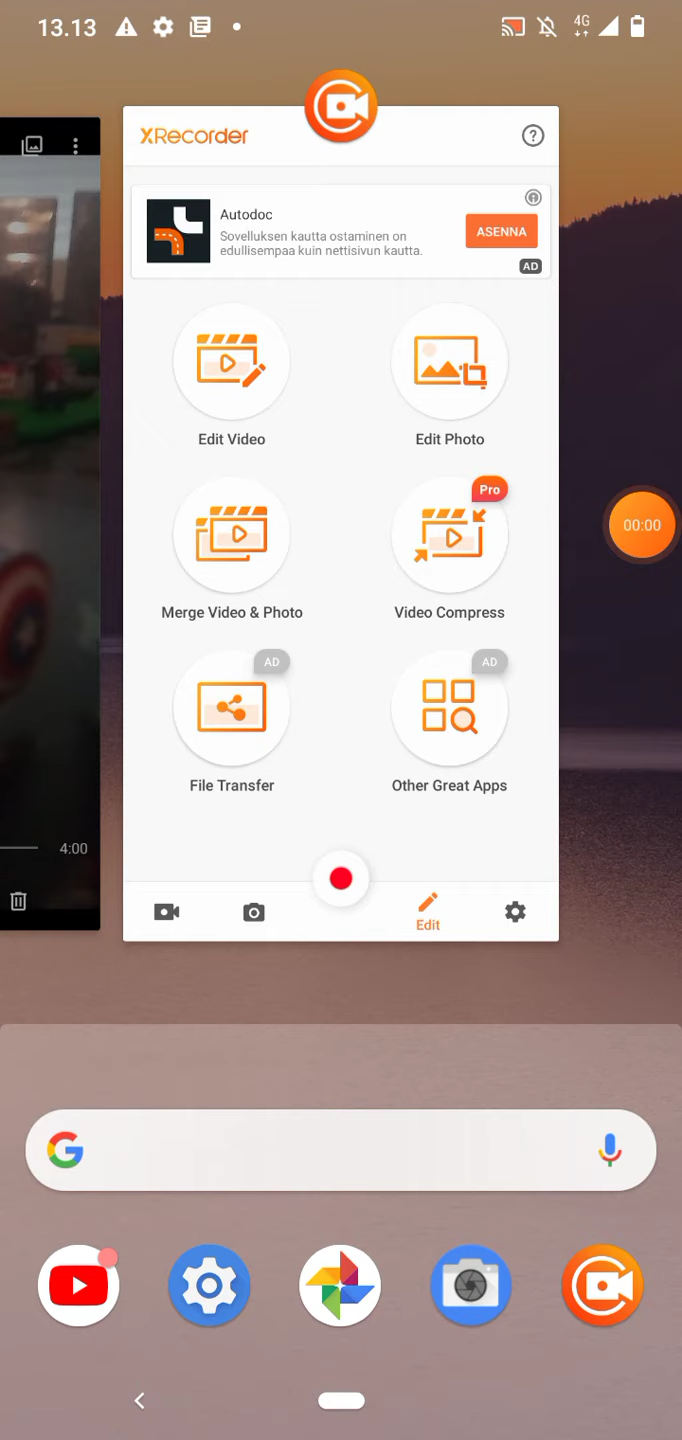 13.13
4G
XRecorder
Autodoc
Sovelluksen kautta ostaminen on
edullisempaa kuin nettisivun kautta.
ASENNA
AD
Edit Video
Edit Photo
Pro
00:00
Merge Video & Photo
Video Compress
AD
AD
File Transfer
Other Great Apps
4:00
Edit